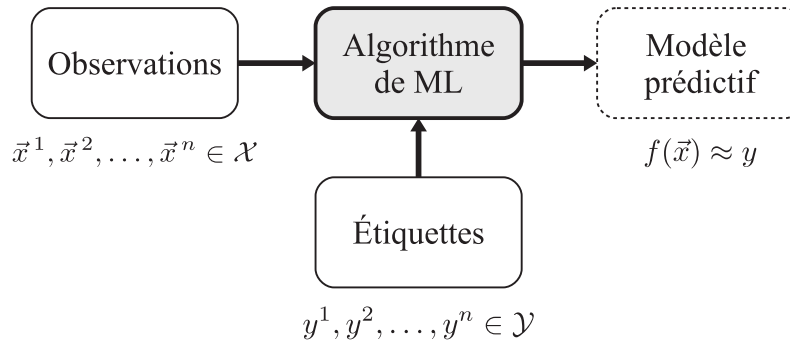 Observations
Algorithme
de ML
Modèle
prédictif
x⃗ ¹, x⃗ ², . . . , x⃗ ⁿ ∈ 𝒳
f(x⃗) ≈ y
Étiquettes
y¹, y², . . . , yⁿ ∈ 𝒴